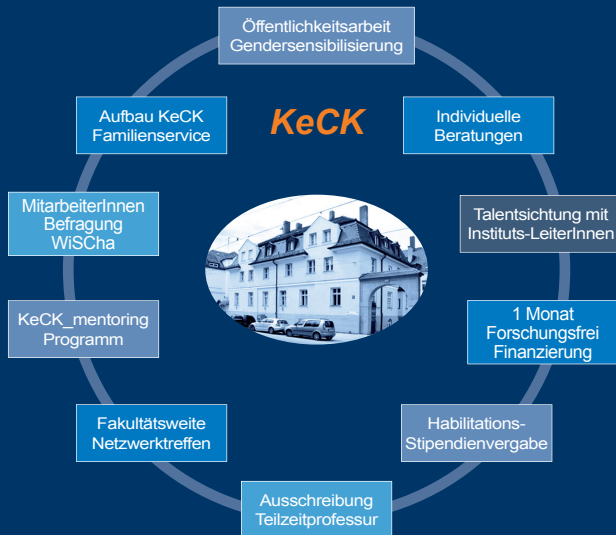 Öffentlichkeitsarbeit
Gendersensibilisierung
Aufbau KeCK
Familienservice
KeCK
Individuelle
Beratungen
MitarbeiterInnen
Befragung
WiSCha
Talentsichtung mit
Instituts-LeiterInnen
KeCK_mentoring
Programm
1 Monat
Forschungsfrei
Finanzierung
Fakultätsweite
Netzwerktreffen
Habilitations-
Stipendienvergabe
Ausschreibung
Teilzeitprofessur